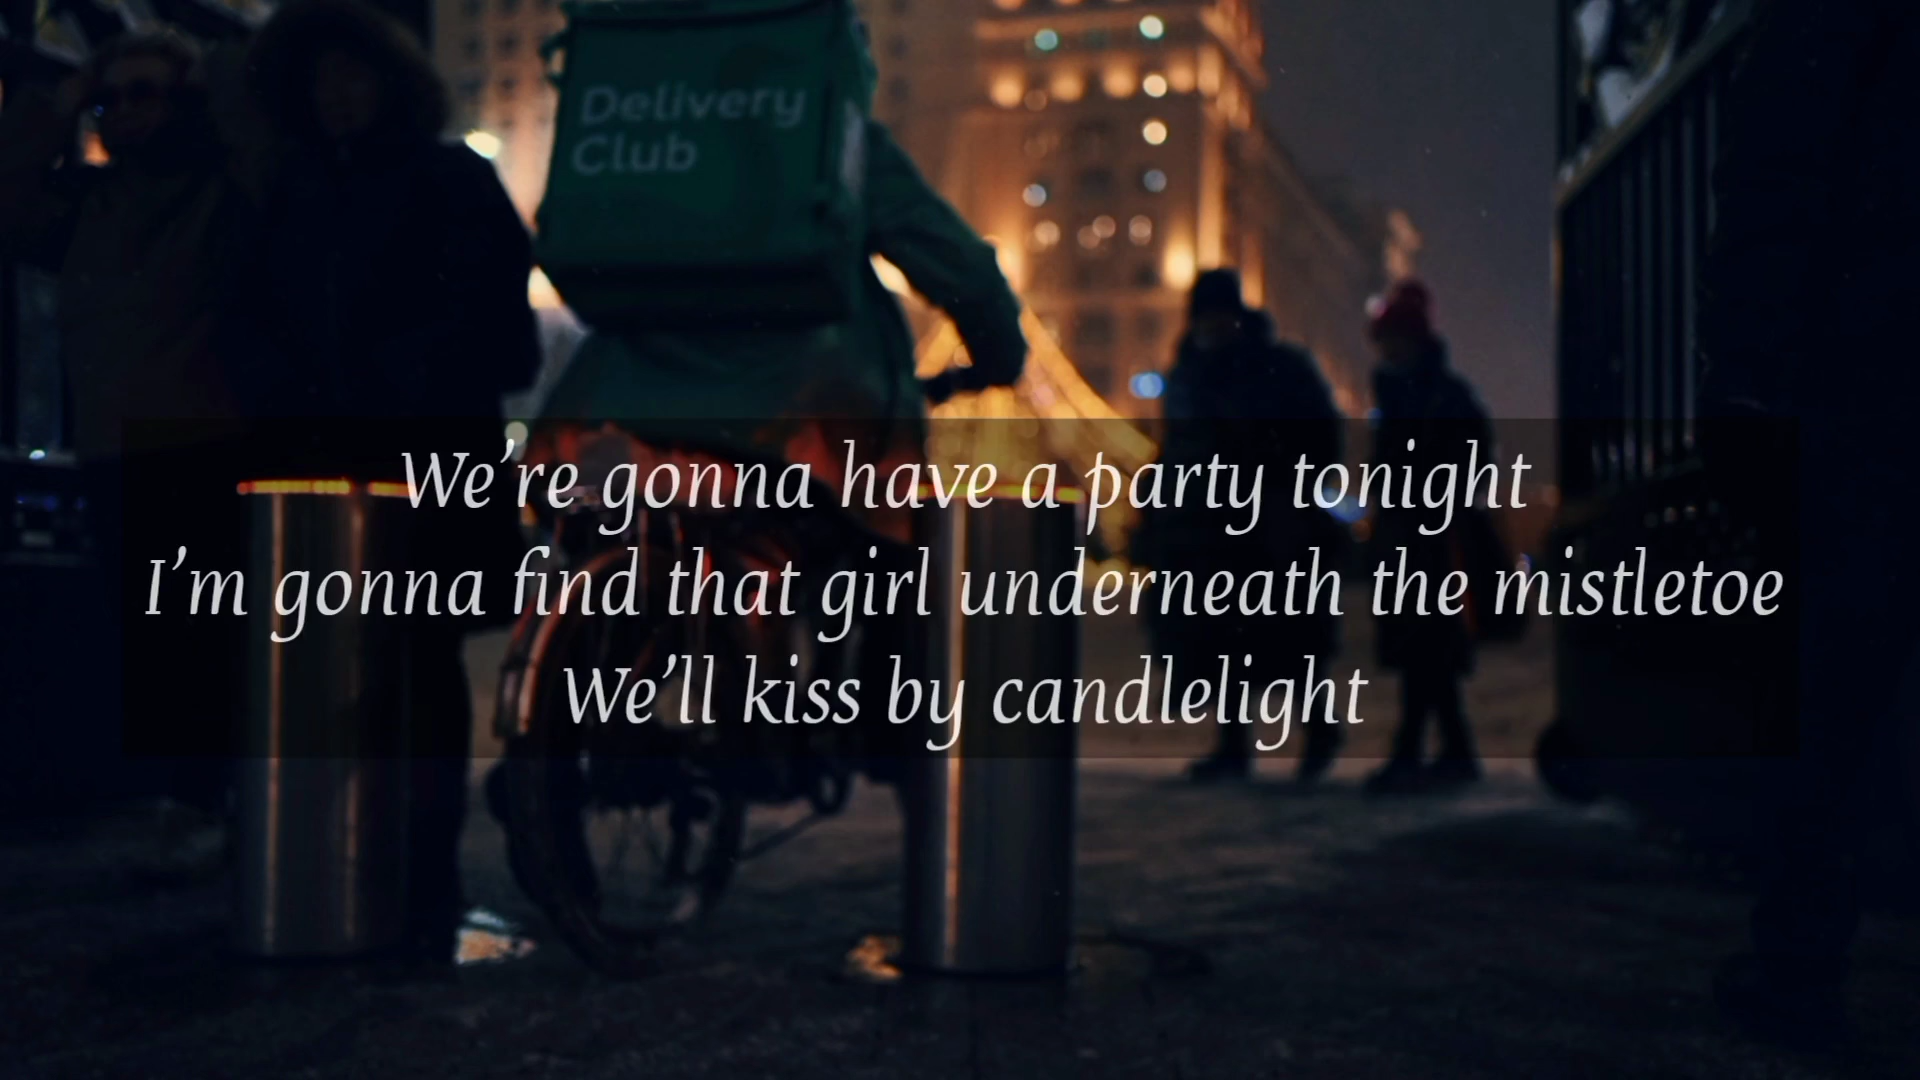 Delivery
Club
We’re gonna have a party tonight
I’m gonna find that girl underneath the mistletoe
We’ll kiss by candlelight